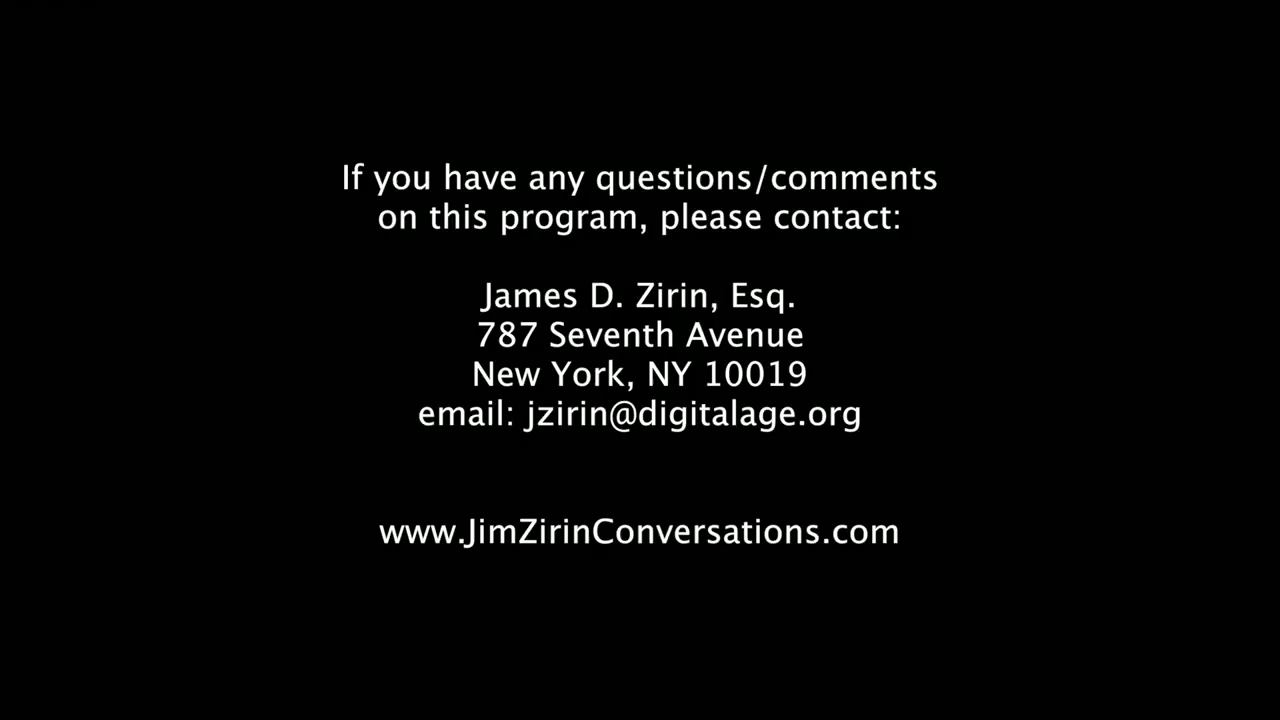 If you have any questions/comments
on this program, please contact:
James D. Zirin, Esq.
787 Seventh Avenue
New York, NY 10019
email: jzirin@digitalage.org
www.JimZirinConversations.com